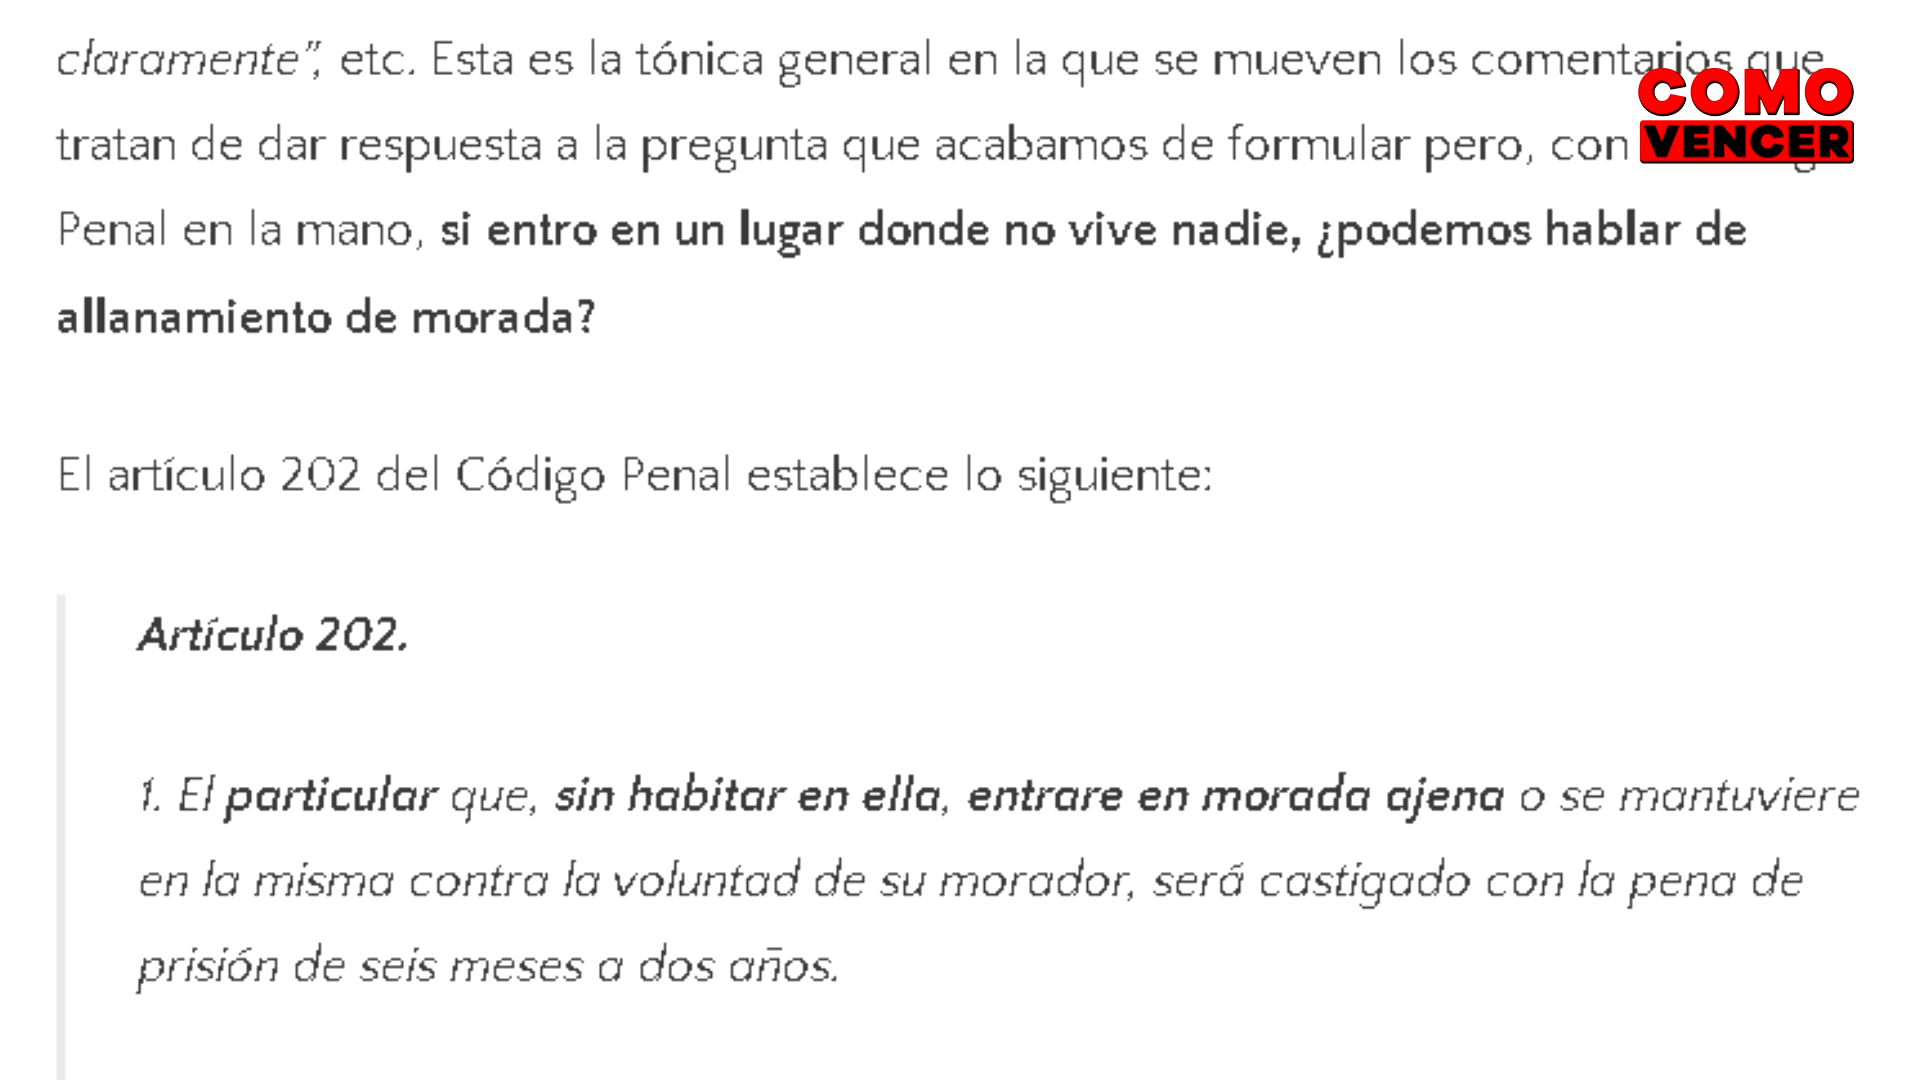 claramente”, etc. Esta es la tónica general en la que se mueven los comentarios que
tratan de dar respuesta a la pregunta que acabamos de formular pero, con
Penal en la mano, si entro en un lugar donde no vive nadie, ¿podemos hablar de
allanamiento de morada?
El artículo 202 del Código Penal establece lo siguiente:
Artículo 202.
1. El particular que, sin habitar en ella, entrare en morada ajena o se mantuviere
en la misma contra la voluntad de su morador, será castigado con la pena de
prisión de seis meses a dos años.
COMO
VENCER